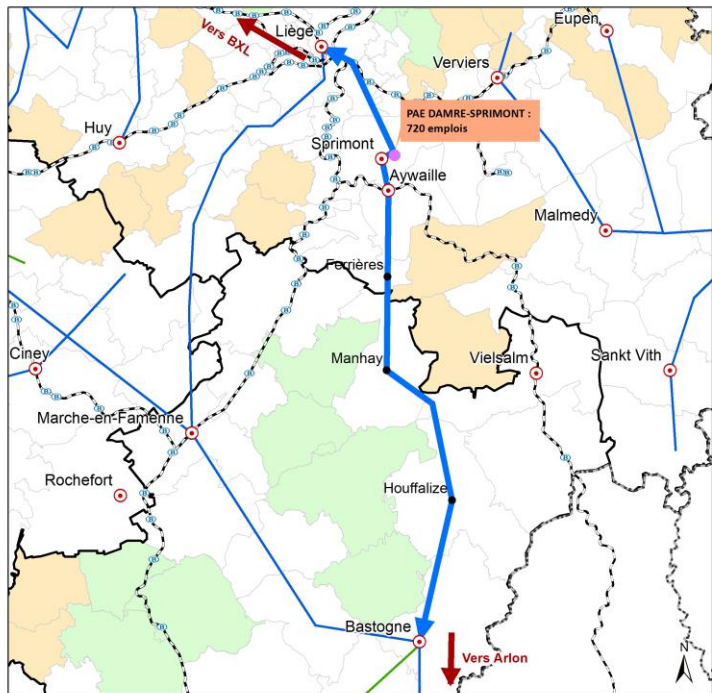 Vers BXL
Liège
Eupen
Verviers
PAE DAMRE-SPRIMONT :
720 emplois
Huy
Sprimont
Aywaille
Malmedy
Ferrières
Ciney
Manhay
Vielsalm
Sankt Vith
Marche-en-Famenne
Rochefort
Houffalize
Bastogne
Vers Arlon
N